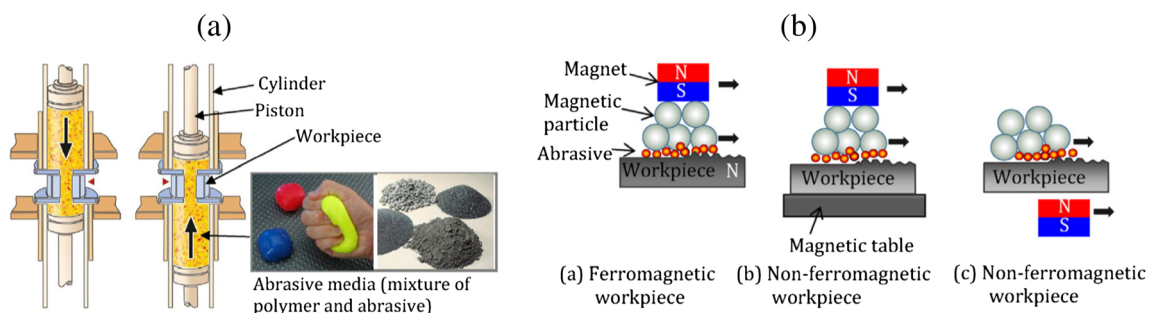 (a)
Cylinder
Piston
Workpiece
Abrasive media (mixture of
polymer and abrasive)
(b)
Magnet
Magnetic
particle
Abrasive
N
S
Workpiece N
N
S
Workpiece
Magnetic table
Workpiece
N
S
(a) Ferromagnetic
workpiece
(b) Non-ferromagnetic
workpiece
(c) Non-ferromagnetic
workpiece